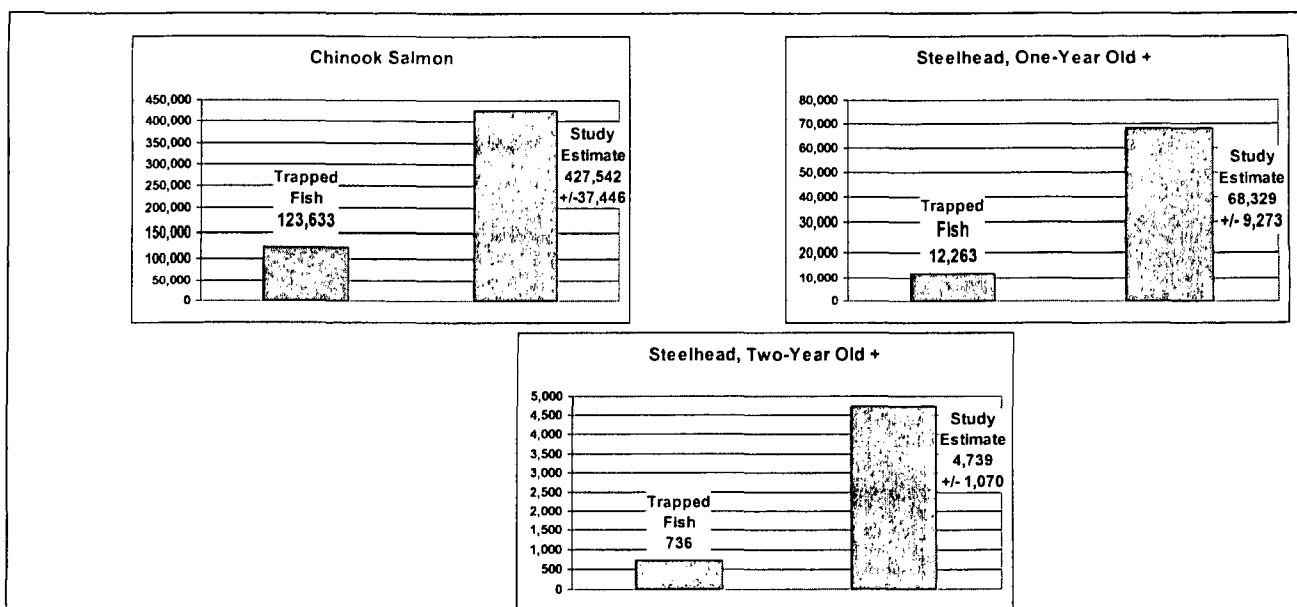 Chinook Salmon
450,000
400,000
350,000
300,000
250,000
200,000
150,000
100,000
50,000
0
Trapped
Fish
123,633
Study
Estimate
427,542
+/-37,446
Steelhead, One-Year Old +
80,000
70,000
60,000
50,000
40,000
30,000
20,000
10,000
0
Trapped
Fish
12,263
Study
Estimate
68,329
+/- 9,273
Steelhead, Two-Year Old +
5,000
4,500
4,000
3,500
3,000
2,500
2,000
1,500
1,000
500
0
Trapped
Fish
736
Study
Estimate
4,739
+/- 1,070